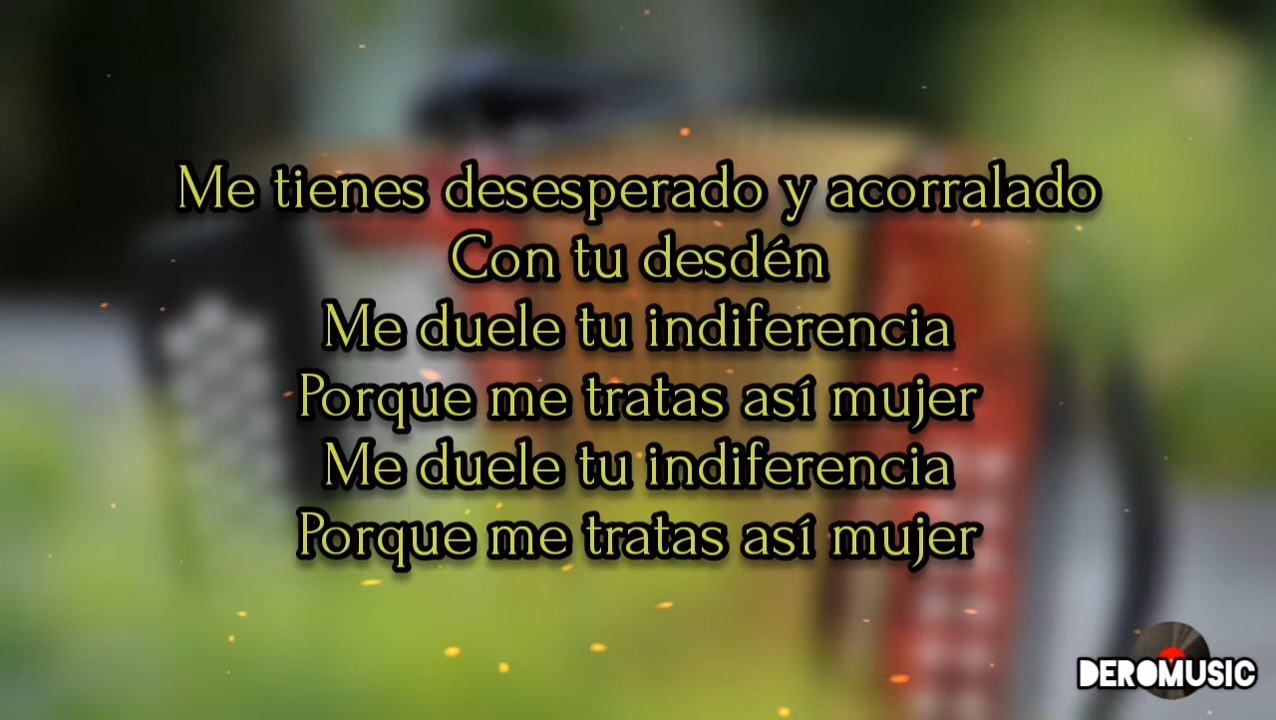 Me tienes desesperado y acorralado
Con tu desdén
Me duele tu indiferencia
Porque me tratas así mujer
Me duele tu indiferencia
Porque me tratas así mujer
DEROMUSIC